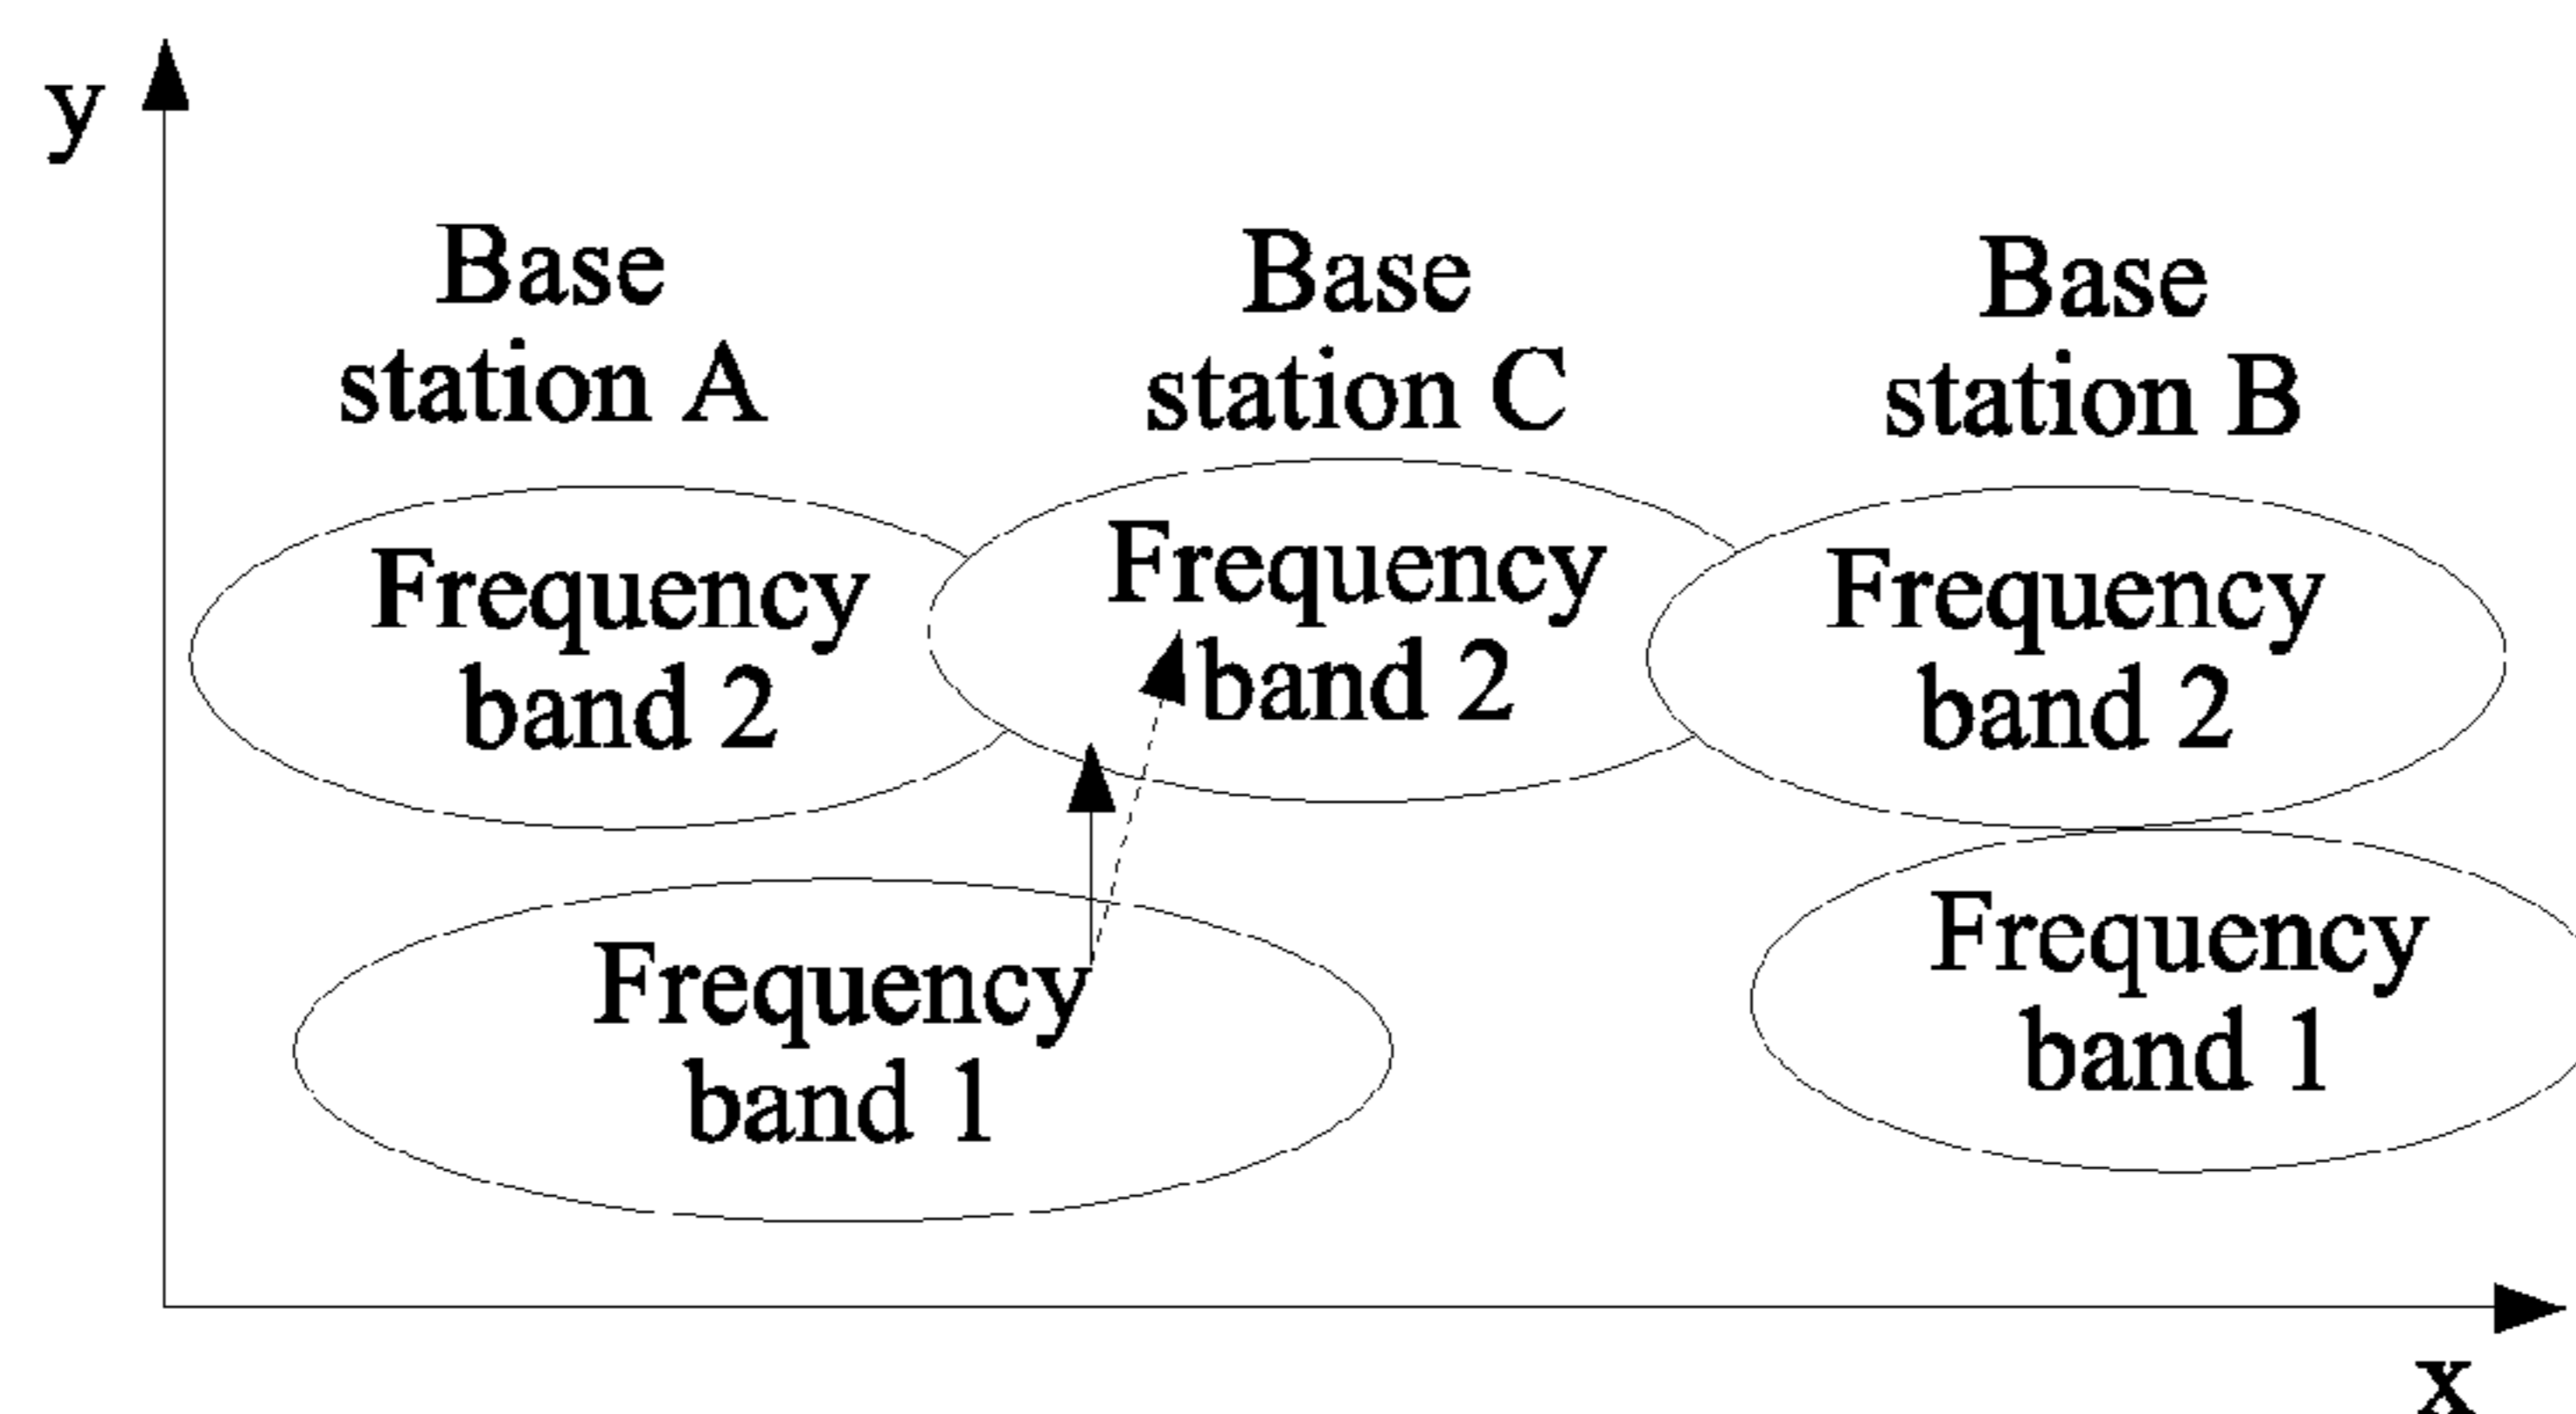 y
Base
station A
Base
station C
Base
station B
Frequency
band 2
Frequency
band 2
Frequency
band 2
Frequency
band 1
Frequency
band 1
x